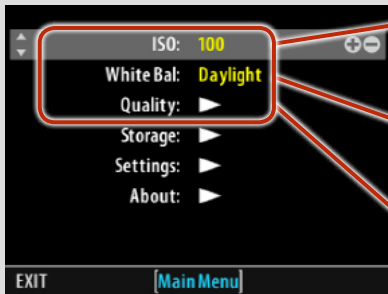 ISO: 100
White Bal: Daylight
Quality:
Storage:
Settings:
About:
EXIT [Main Menu]